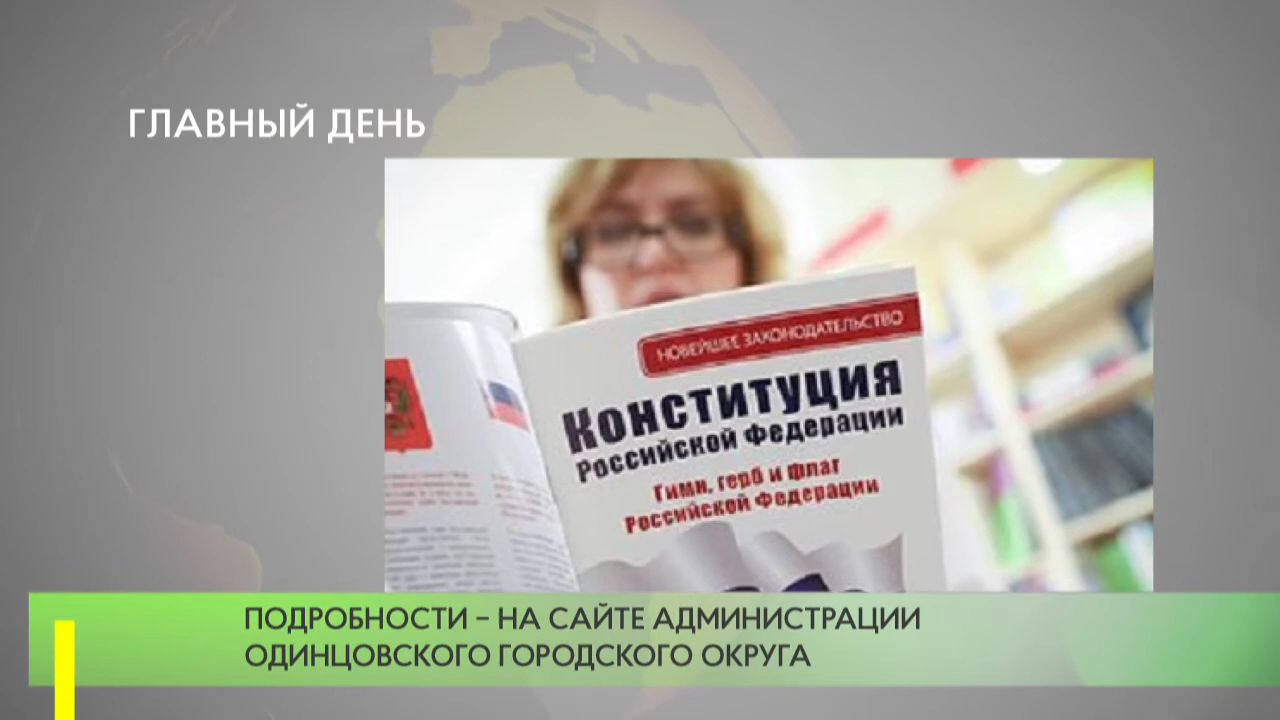 ГЛАВНЫЙ ДЕНЬ
НОВЕЙШЕЕ ЗАКОНОДАТЕЛЬСТВО
КОНСТИТУЦИЯ
РОССИЙСКОЙ ФЕДЕРАЦИИ
Гимн, герб и флаг
Российской Федерации
ПОДРОБНОСТИ – НА САЙТЕ АДМИНИСТРАЦИИ
ОДИНЦОВСКОГО ГОРОДСКОГО ОКРУГА